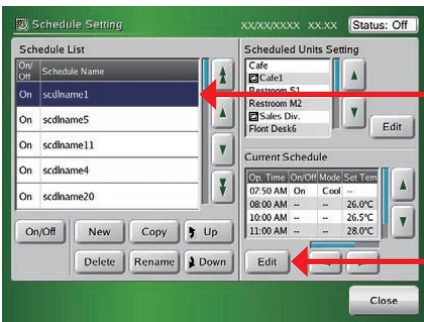 Schedule Setting
XX/XX/XXXX XX:XX
Status: Off
Schedule List
On/Off Schedule Name
On scdlname1
On scdlname5
On scdlname11
On scdlname4
On scdlname20
On/Off New Copy Up
Delete Rename Down
Scheduled Units Setting
Cafe
Cafe1
Restroom S1
Restroom M2
Sales Div.
Flont Desk6
Edit
Current Schedule
Op. Time On/Off Mode Set Tem
07:50 AM On Cool --
08:00 AM -- -- 26.0°C
10:00 AM -- -- 26.5°C
11:00 AM -- -- 28.0°C
Edit
Close